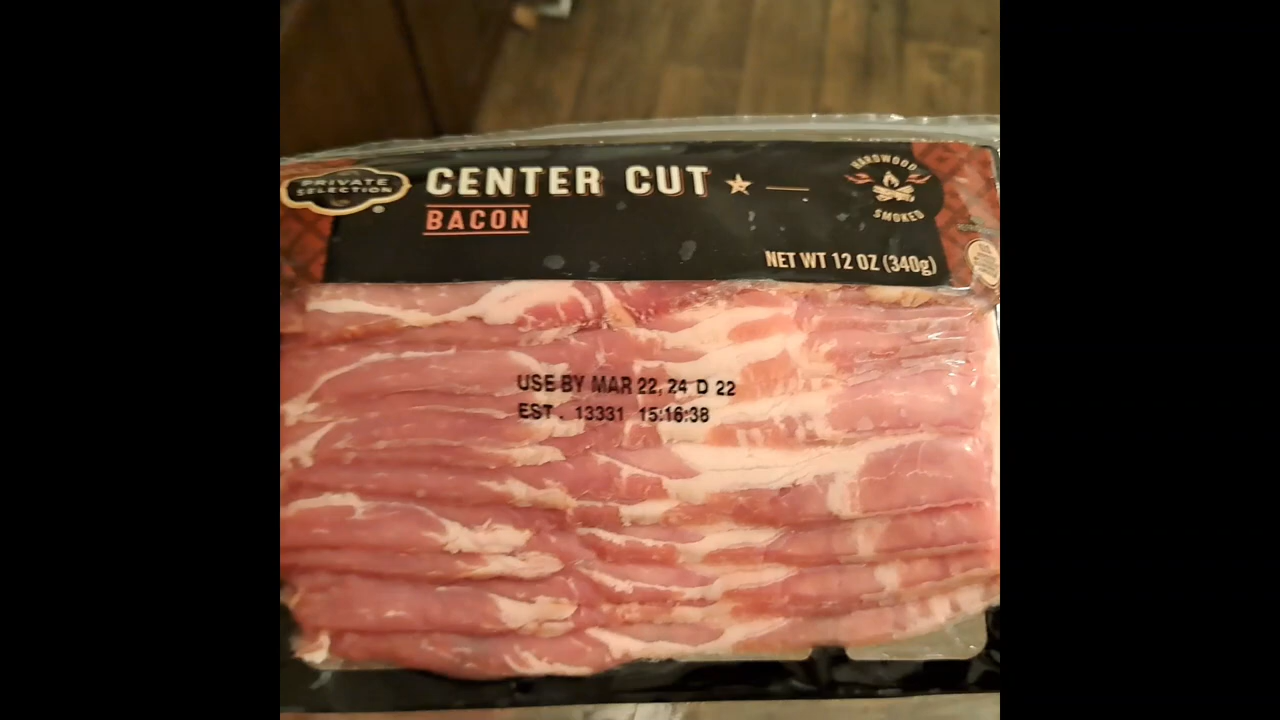 PRIVATE
SELECTION
®
CENTER CUT
BACON
HARDWOOD
SMOKED
NET WT 12 OZ (340g)
USE BY MAR 22, 24 D 22
EST. 13331 15:16:38